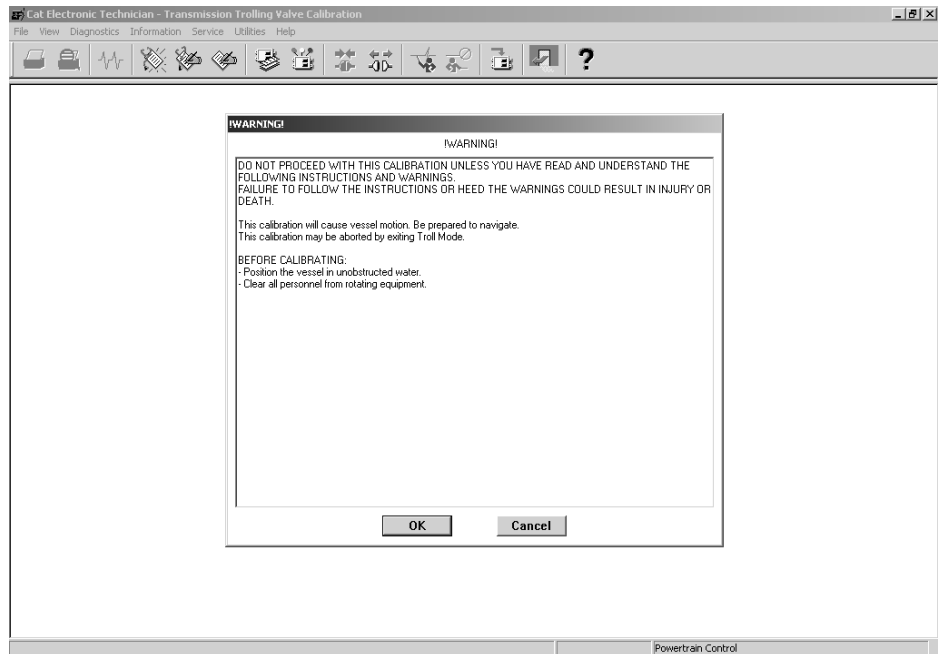 Cat Electronic Technician - Transmission Trolling Valve Calibration
File View Diagnostics Information Service Utilities Help
!WARNING!
!WARNING!
DO NOT PROCEED WITH THIS CALIBRATION UNLESS YOU HAVE READ AND UNDERSTAND THE
FOLLOWING INSTRUCTIONS AND WARNINGS.
FAILURE TO FOLLOW THE INSTRUCTIONS OR HEED THE WARNINGS COULD RESULT IN INJURY OR
DEATH.
This calibration will cause vessel motion. Be prepared to navigate.
This calibration may be aborted by exiting Troll Mode.
BEFORE CALIBRATING:
- Position the vessel in unobstructed water.
- Clear all personnel from rotating equipment.
OK Cancel
Powertrain Control